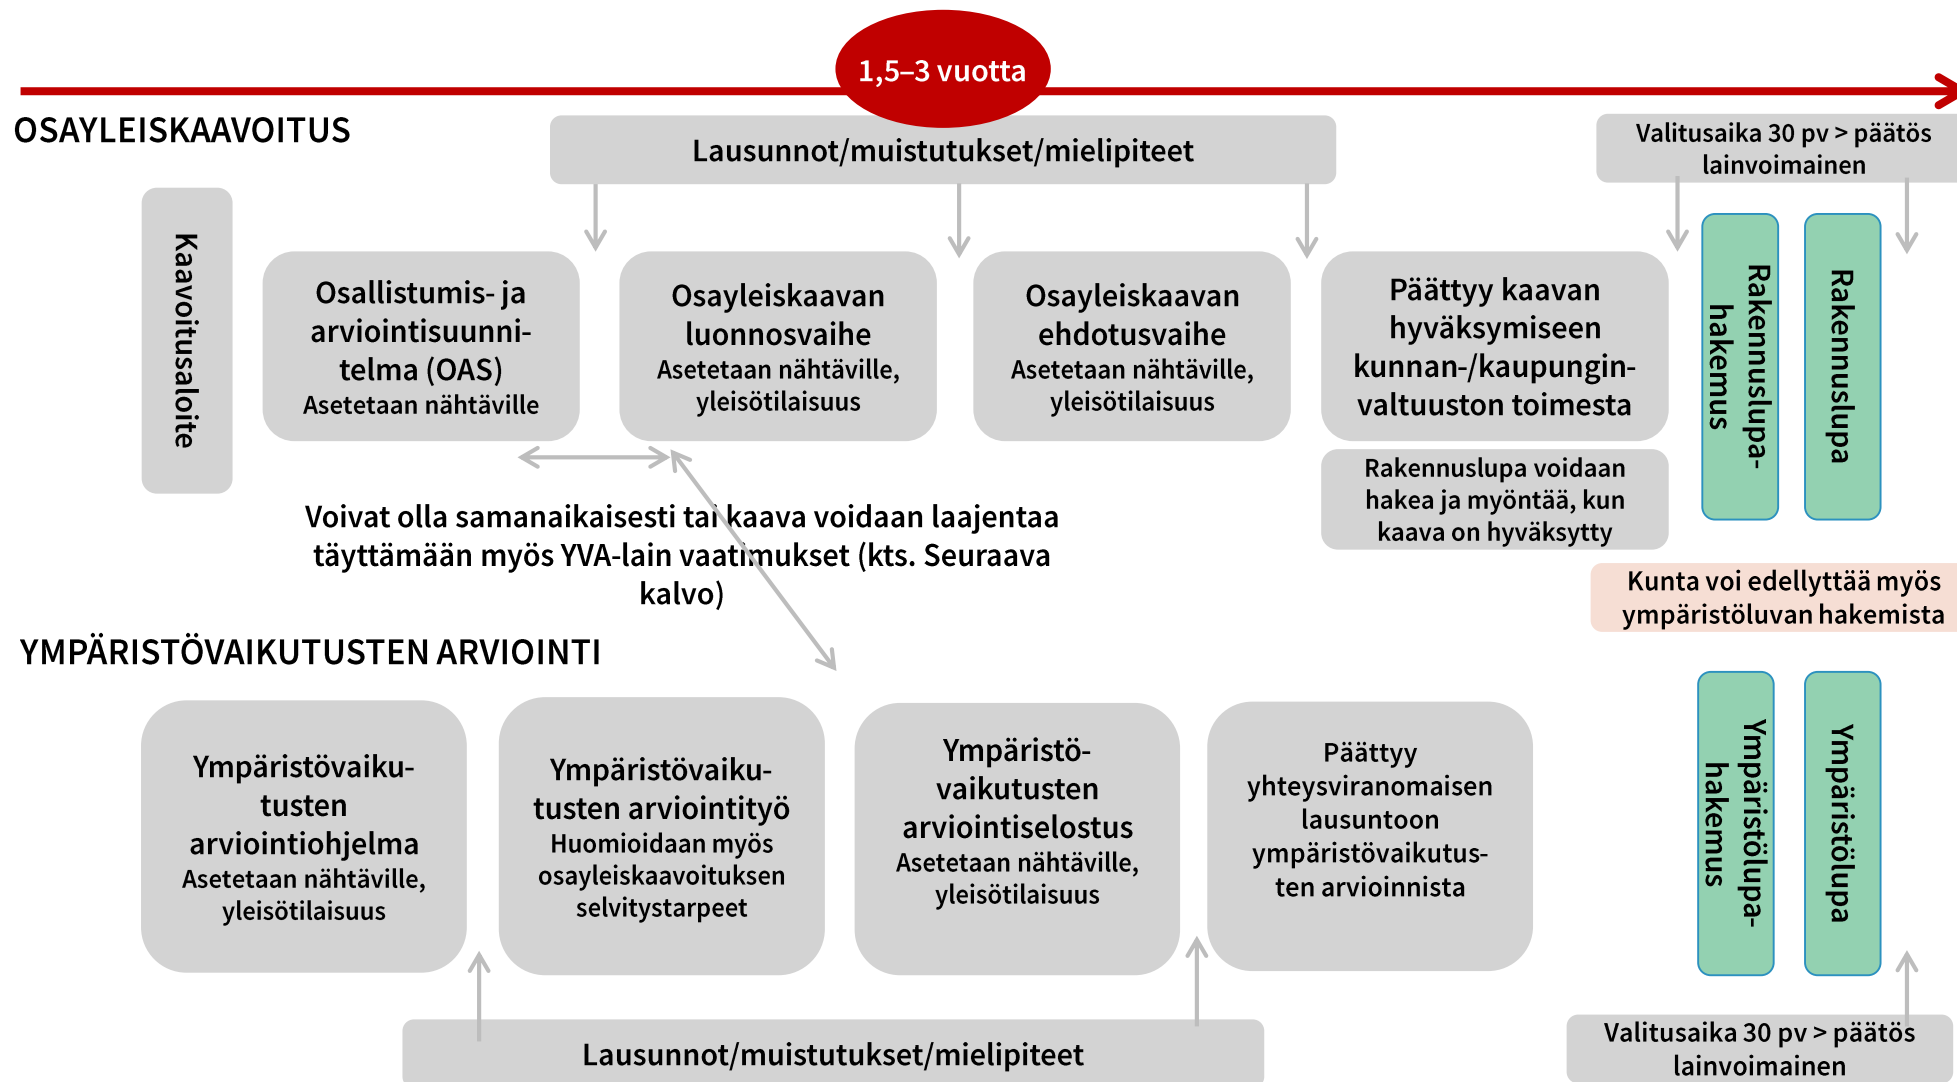 1,5–3 vuotta
OSAYLEISKAAVOITUS
Lausunnot/muistutukset/mielipiteet
Valitusaika 30 pv > päätös
lainvoimainen
Kaavoitusaloite
Osallistumis- ja
arviointisuunni-
telma (OAS)
Asetetaan nähtäville
Osayleiskaavan
luonnosvaihe
Asetetaan nähtäville,
yleisötilaisuus
Osayleiskaavan
ehdotusvaihe
Asetetaan nähtäville,
yleisötilaisuus
Päättyy kaavan
hyväksymiseen
kunnan-/kaupungin-
valtuuston toimesta
Rakennuslupa-
hakemus
Rakennuslupa
Rakennuslupa voidaan
hakea ja myöntää, kun
kaava on hyväksytty
Voivat olla samanaikaisesti tai kaava voidaan laajentaa
täyttämään myös YVA-lain vaatimukset (kts. Seuraava
kalvo)
Kunta voi edellyttää myös
ympäristöluvan hakemista
YMPÄRISTÖVAIKUTUSTEN ARVIOINTI
Ympäristövaiku-
tusten
arviointiohjelma
Asetetaan nähtäville,
yleisötilaisuus
Ympäristövaiku-
tusten arviointityö
Huomioidaan myös
osayleiskaavoituksen
selvitystarpeet
Ympäristö-
vaikutusten
arviointiselostus
Asetetaan nähtäville,
yleisötilaisuus
Päättyy
yhteysviranomaisen
lausuntoon
ympäristövaikutus-
ten arvioinnista
Ympäristölupa-
hakemus
Ympäristölupa
Lausunnot/muistutukset/mielipiteet
Valitusaika 30 pv > päätös
lainvoimainen